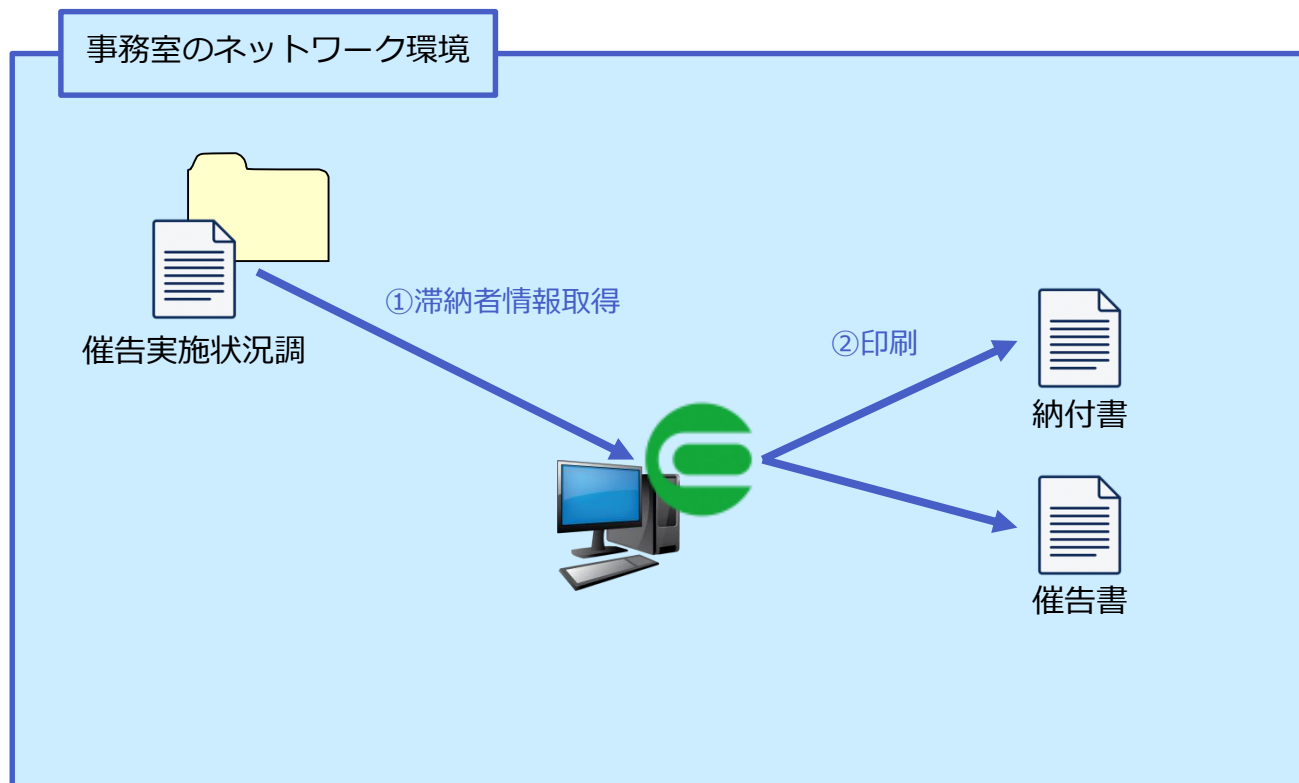 事務室のネットワーク環境
①滞納者情報取得
催告実施状況調
②印刷
納付書
催告書